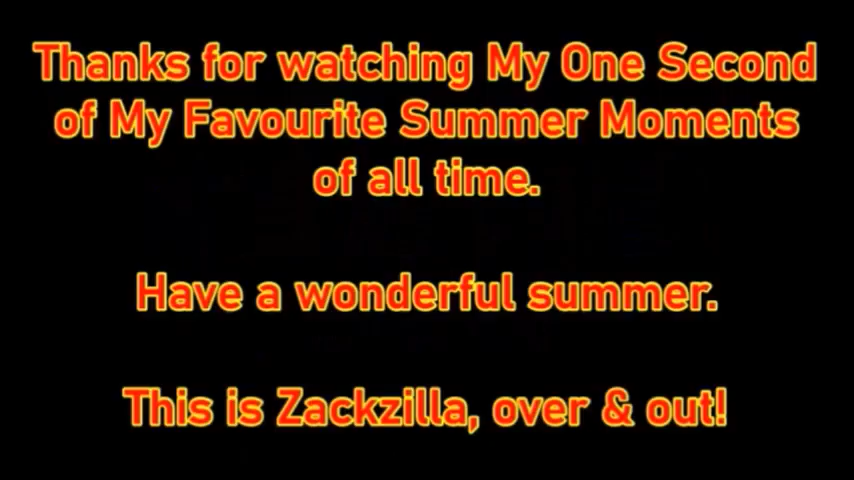 Thanks for watching My One Second
of My Favourite Summer Moments
of all time.
Have a wonderful summer.
This is Zackzilla, over & out!